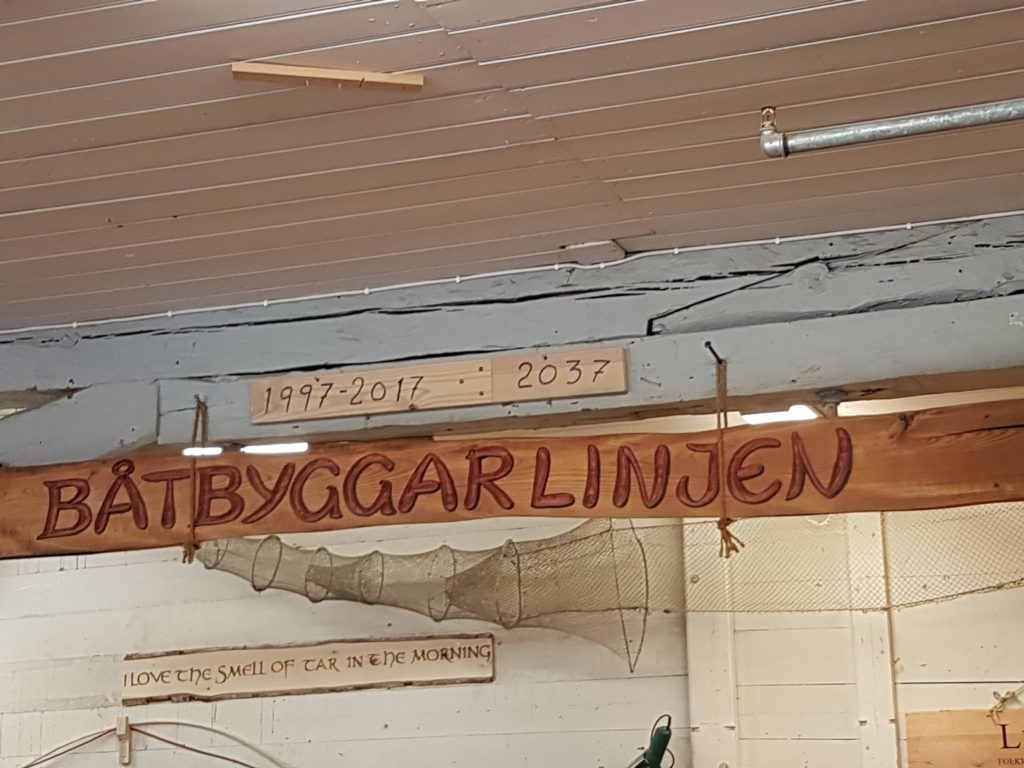 1997-2017 2037
BÅTBYGGARLINJEN
I LOVE THE SMELL OF TAR IN THE MORNING